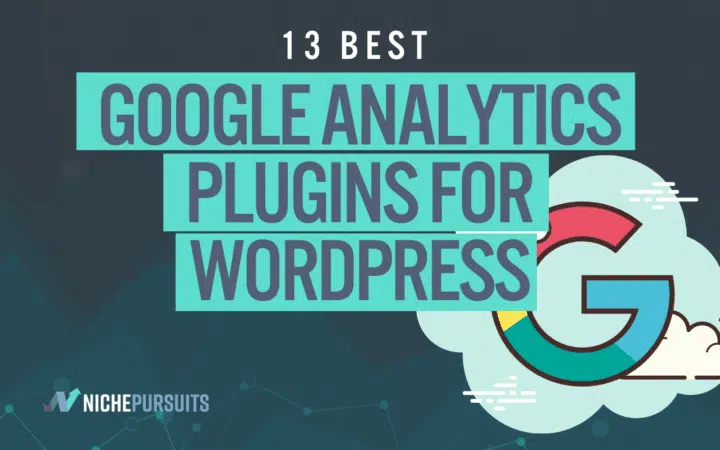 13 BEST
GOOGLE ANALYTICS
PLUGINS FOR
WORDPRESS
NICHEPURSUITS